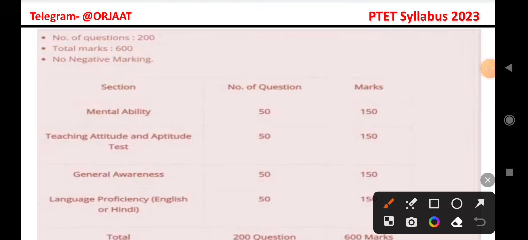 Telegram- @ORJAAT PTET Syllabus 2023
No. of questions : 200
Total marks : 600
No Negative Marking.
Section No. of Question Marks
Mental Ability 50 150
Teaching Attitude and Aptitude 50 150
Test
General Awareness 50 150
Language Proficiency (English 50 15
or Hindi)
Total 200 Question 600 Marks